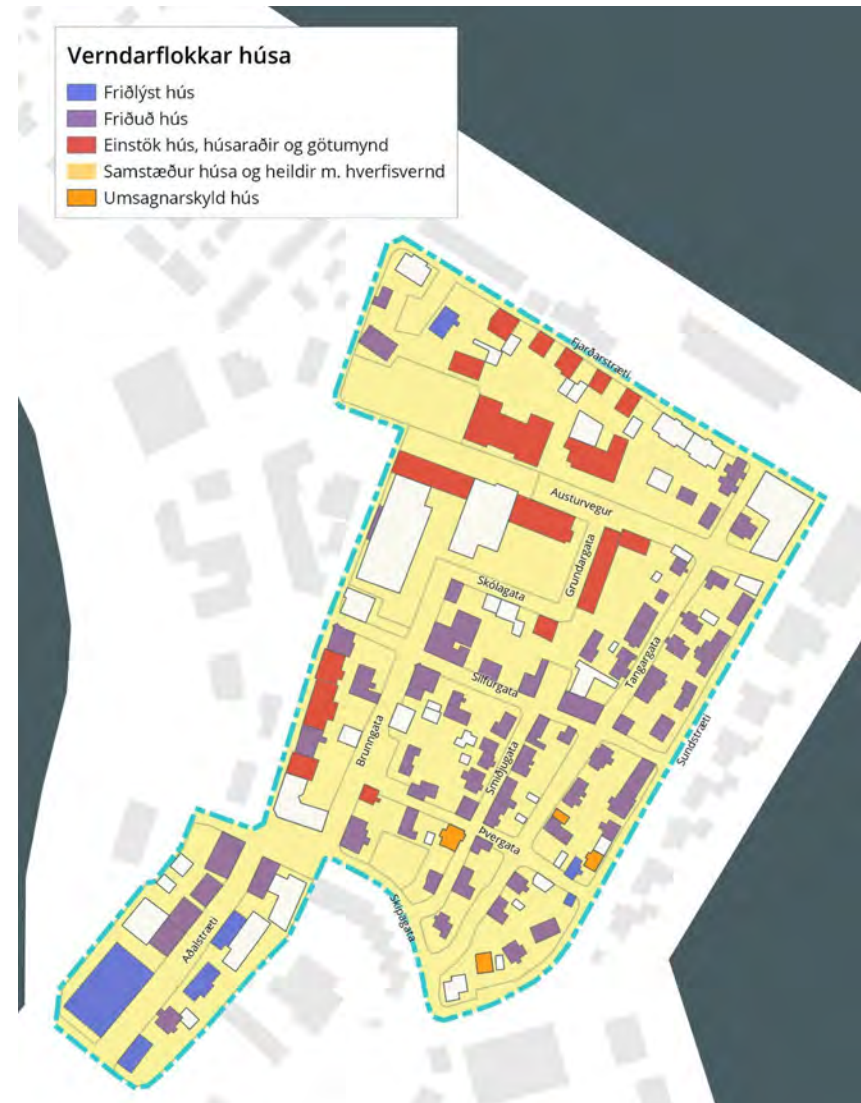 Verndarflokkar húsa
Friðlýst hús
Friðuð hús
Einstök hús, húsaraðir og götumynd
Samstæður húsa og heildir m. hverfisvernd
Umsagnarskyld hús
Fjarðarstræti
Austurvegur
Grundargata
Skólagata
Tangargata
Silfurgata
Sundstræti
Brunngata
Smiðjugata
Þvergata
Skipagata
Aðalstræti